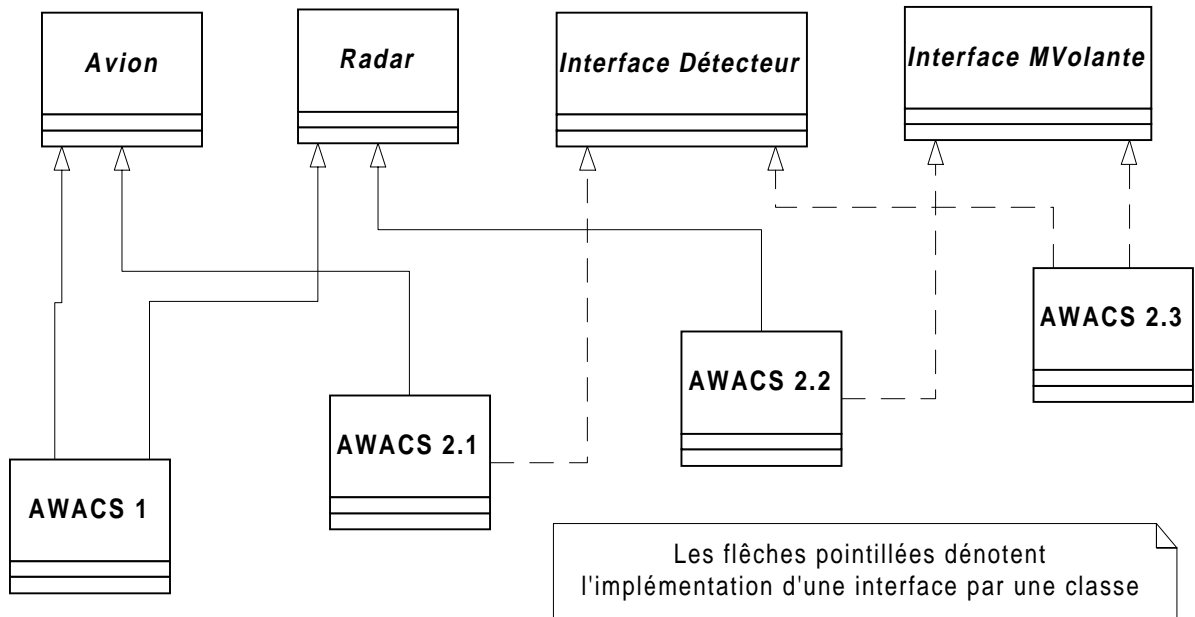 Avion
Radar
Interface Détecteur
Interface MVolante
AWACS 2.3
AWACS 2.2
AWACS 2.1
AWACS 1
Les flêches pointillées dénotent
l'implémentation d'une interface par une classe